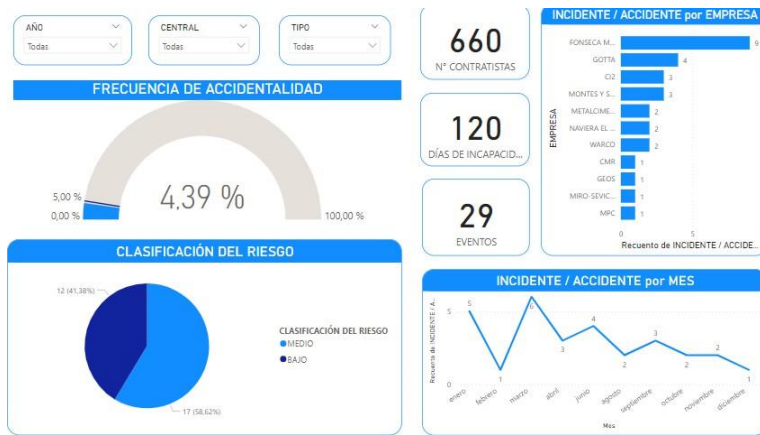 AÑO
Todas
CENTRAL
Todas
TIPO
Todas
FRECUENCIA DE ACCIDENTALIDAD
5,00 %
0,00 %
4,39 %
100,00 %
660
N° CONTRATISTAS
120
DÍAS DE INCAPACID...
29
EVENTOS
INCIDENTE / ACCIDENTE por EMPRESA
EMPRESA
FONSECA M... 9
GOTTA 4
CI2 3
MONTES Y S... 3
METALCIME... 2
NAVIERA EL ... 2
WARCO 2
CMR 1
GEOS 1
MIRO-SEVIC... 1
MPC 1
0 5
Recuento de INCIDENTE / ACCIDE...
CLASIFICACIÓN DEL RIESGO
12 (41,38%)
17 (58,62%)
CLASIFICACIÓN DEL RIESGO
MEDIO
BAJO
INCIDENTE / ACCIDENTE por MES
Recuento de INCIDENTE / A...
5
0
5 1 6 3 4 2 3 2 2 1
enero febrero marzo abril junio agosto septiembre octubre noviembre diciembre
Mes